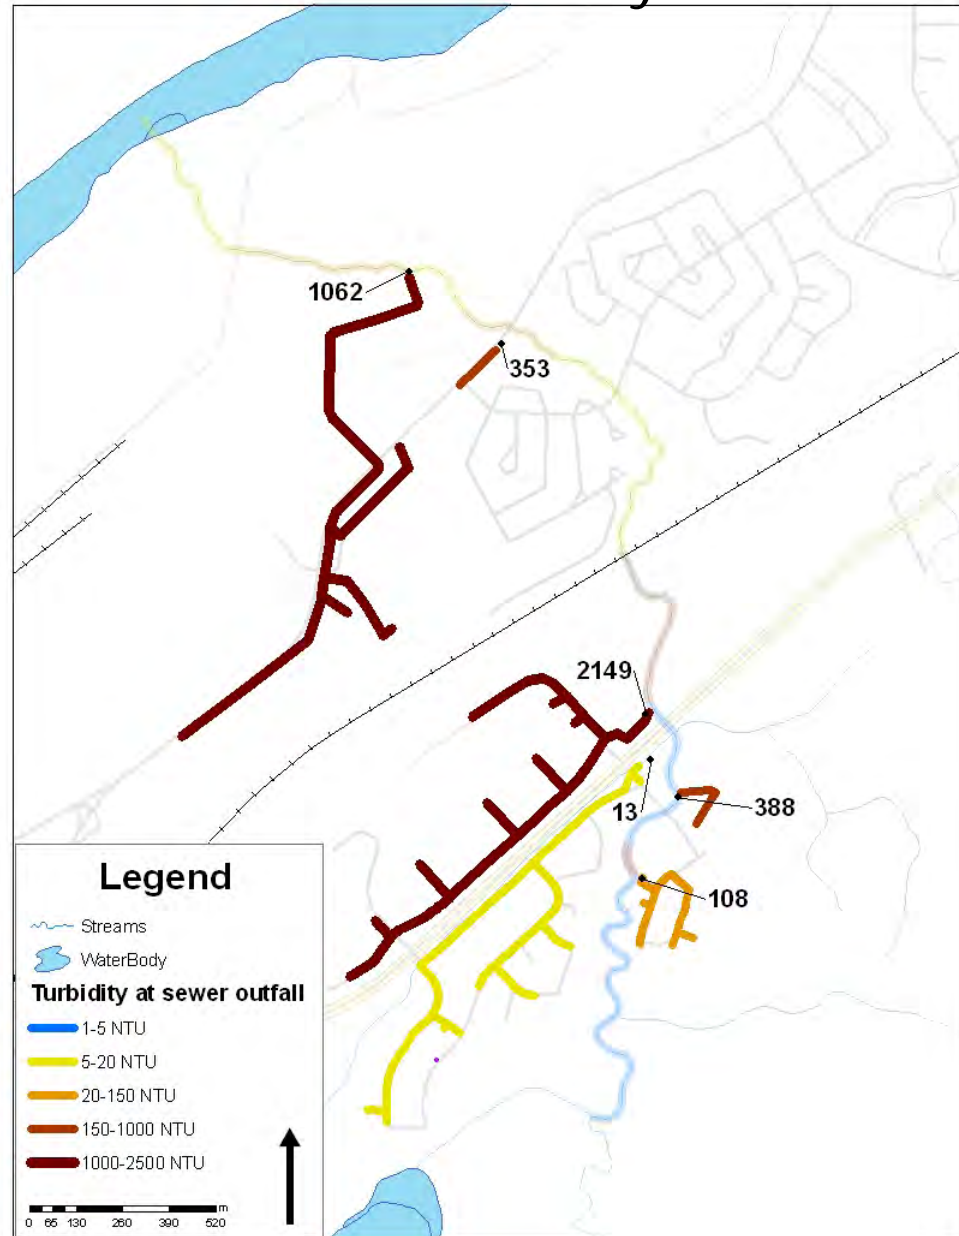 1062
353
2149
13
388
108
Legend
Streams
WaterBody
Turbidity at sewer outfall
1-5 NTU
5-20 NTU
20-150 NTU
150-1000 NTU
1000-2500 NTU
m
0 65 130 260 390 520